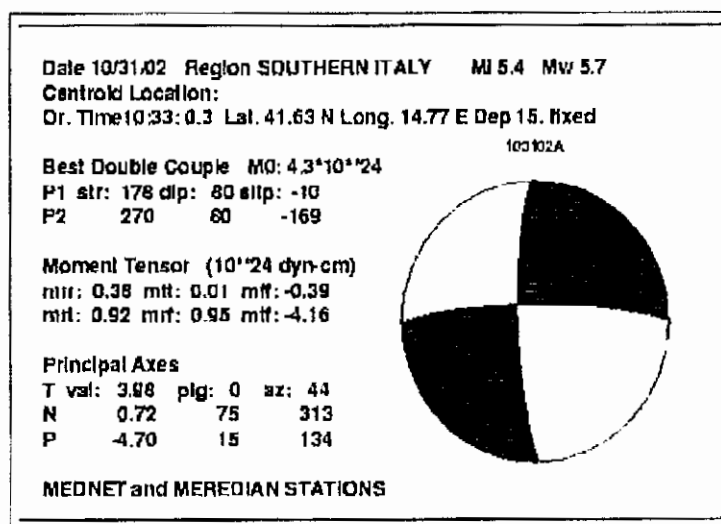 Date 10/31/02 Region SOUTHERN ITALY Ml 5.4 Mw 5.7
Centroid Location:
Or. Time10:33: 0.3 Lat. 41.63 N Long. 14.77 E Dep 15. fixed
103102A
Best Double Couple M0: 4.3*10**24
P1 str: 178 dip: 80 slip: -10
P2 270 80 -169
Moment Tensor (10**24 dyn-cm)
mrr: 0.38 mtt: 0.01 mff: -0.39
mrt: 0.92 mrf: 0.95 mtf: -4.16
Principal Axes
T val: 3.98 plg: 0 az: 44
N 0.72 75 313
P -4.70 15 134
MEDNET and MEREDIAN STATIONS